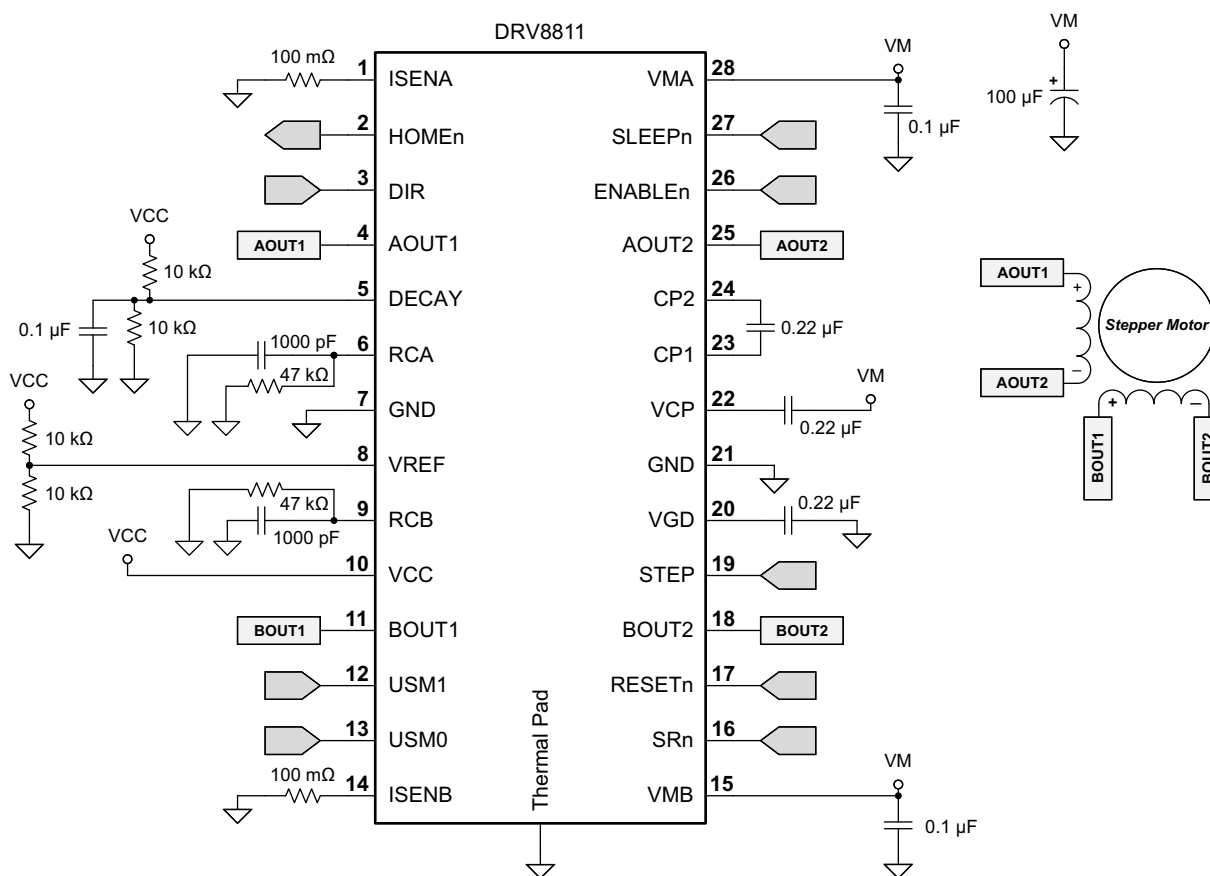 DRV8811
100 mΩ
1 ISENA
2 HOMEn
3 DIR
AOUT1 4 AOUT1
VCC
10 kΩ
5 DECAY
0.1 µF
10 kΩ
1000 pF
6 RCA
47 kΩ
7 GND
VCC
10 kΩ
8 VREF
10 kΩ
47 kΩ
9 RCB
1000 pF
VCC
10 VCC
BOUT1 11 BOUT1
12 USM1
13 USM0
100 mΩ
14 ISENB
Thermal Pad
VM
VMA 28
0.1 µF
SLEEPn 27
ENABLEn 26
AOUT2 25 AOUT2
CP2 24
0.22 µF
CP1 23
VM
VCP 22
0.22 µF
GND 21
0.22 µF
VGD 20
STEP 19
BOUT2 18 BOUT2
RESETn 17
SRn 16
VM
VMB 15
0.1 µF
VM
+
100 µF
AOUT1
+
Stepper Motor
AOUT2
–
+ –
BOUT1
BOUT2